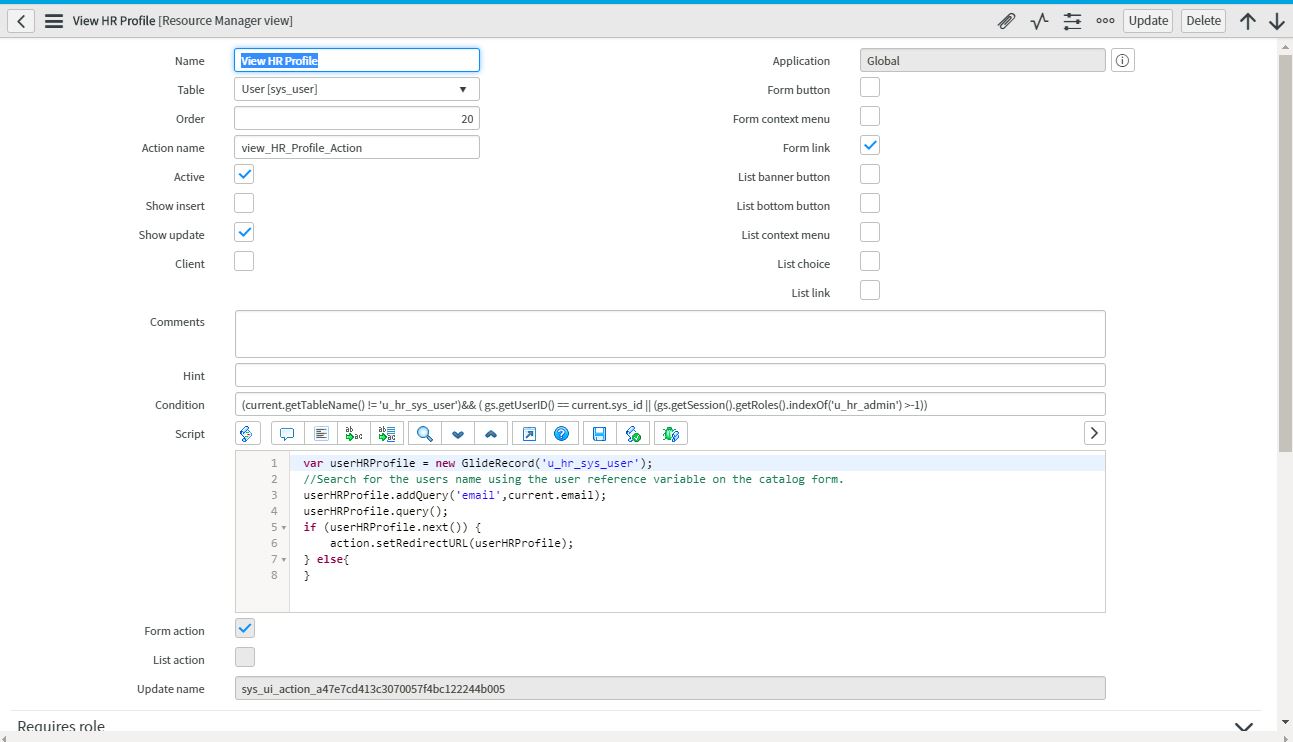 View HR Profile [Resource Manager view]
Update
Delete
Name
View HR Profile
Application
Global
Table
User [sys_user]
Form button
Order
20
Form context menu
Action name
view_HR_Profile_Action
Form link
Active
List banner button
Show insert
List bottom button
Show update
List context menu
Client
List choice
List link
Comments
Hint
Condition
(current.getTableName() != 'u_hr_sys_user')&& ( gs.getUserID() == current.sys_id || (gs.getSession().getRoles().indexOf('u_hr_admin') >-1))
Script
1 var userHRProfile = new GlideRecord('u_hr_sys_user');
2 //Search for the users name using the user reference variable on the catalog form.
3 userHRProfile.addQuery('email',current.email);
4 userHRProfile.query();
5 if (userHRProfile.next()) {
6 action.setRedirectURL(userHRProfile);
7 } else{
8 }
Form action
List action
Update name
sys_ui_action_a47e7cd413c3070057f4bc122244b005
Requires role